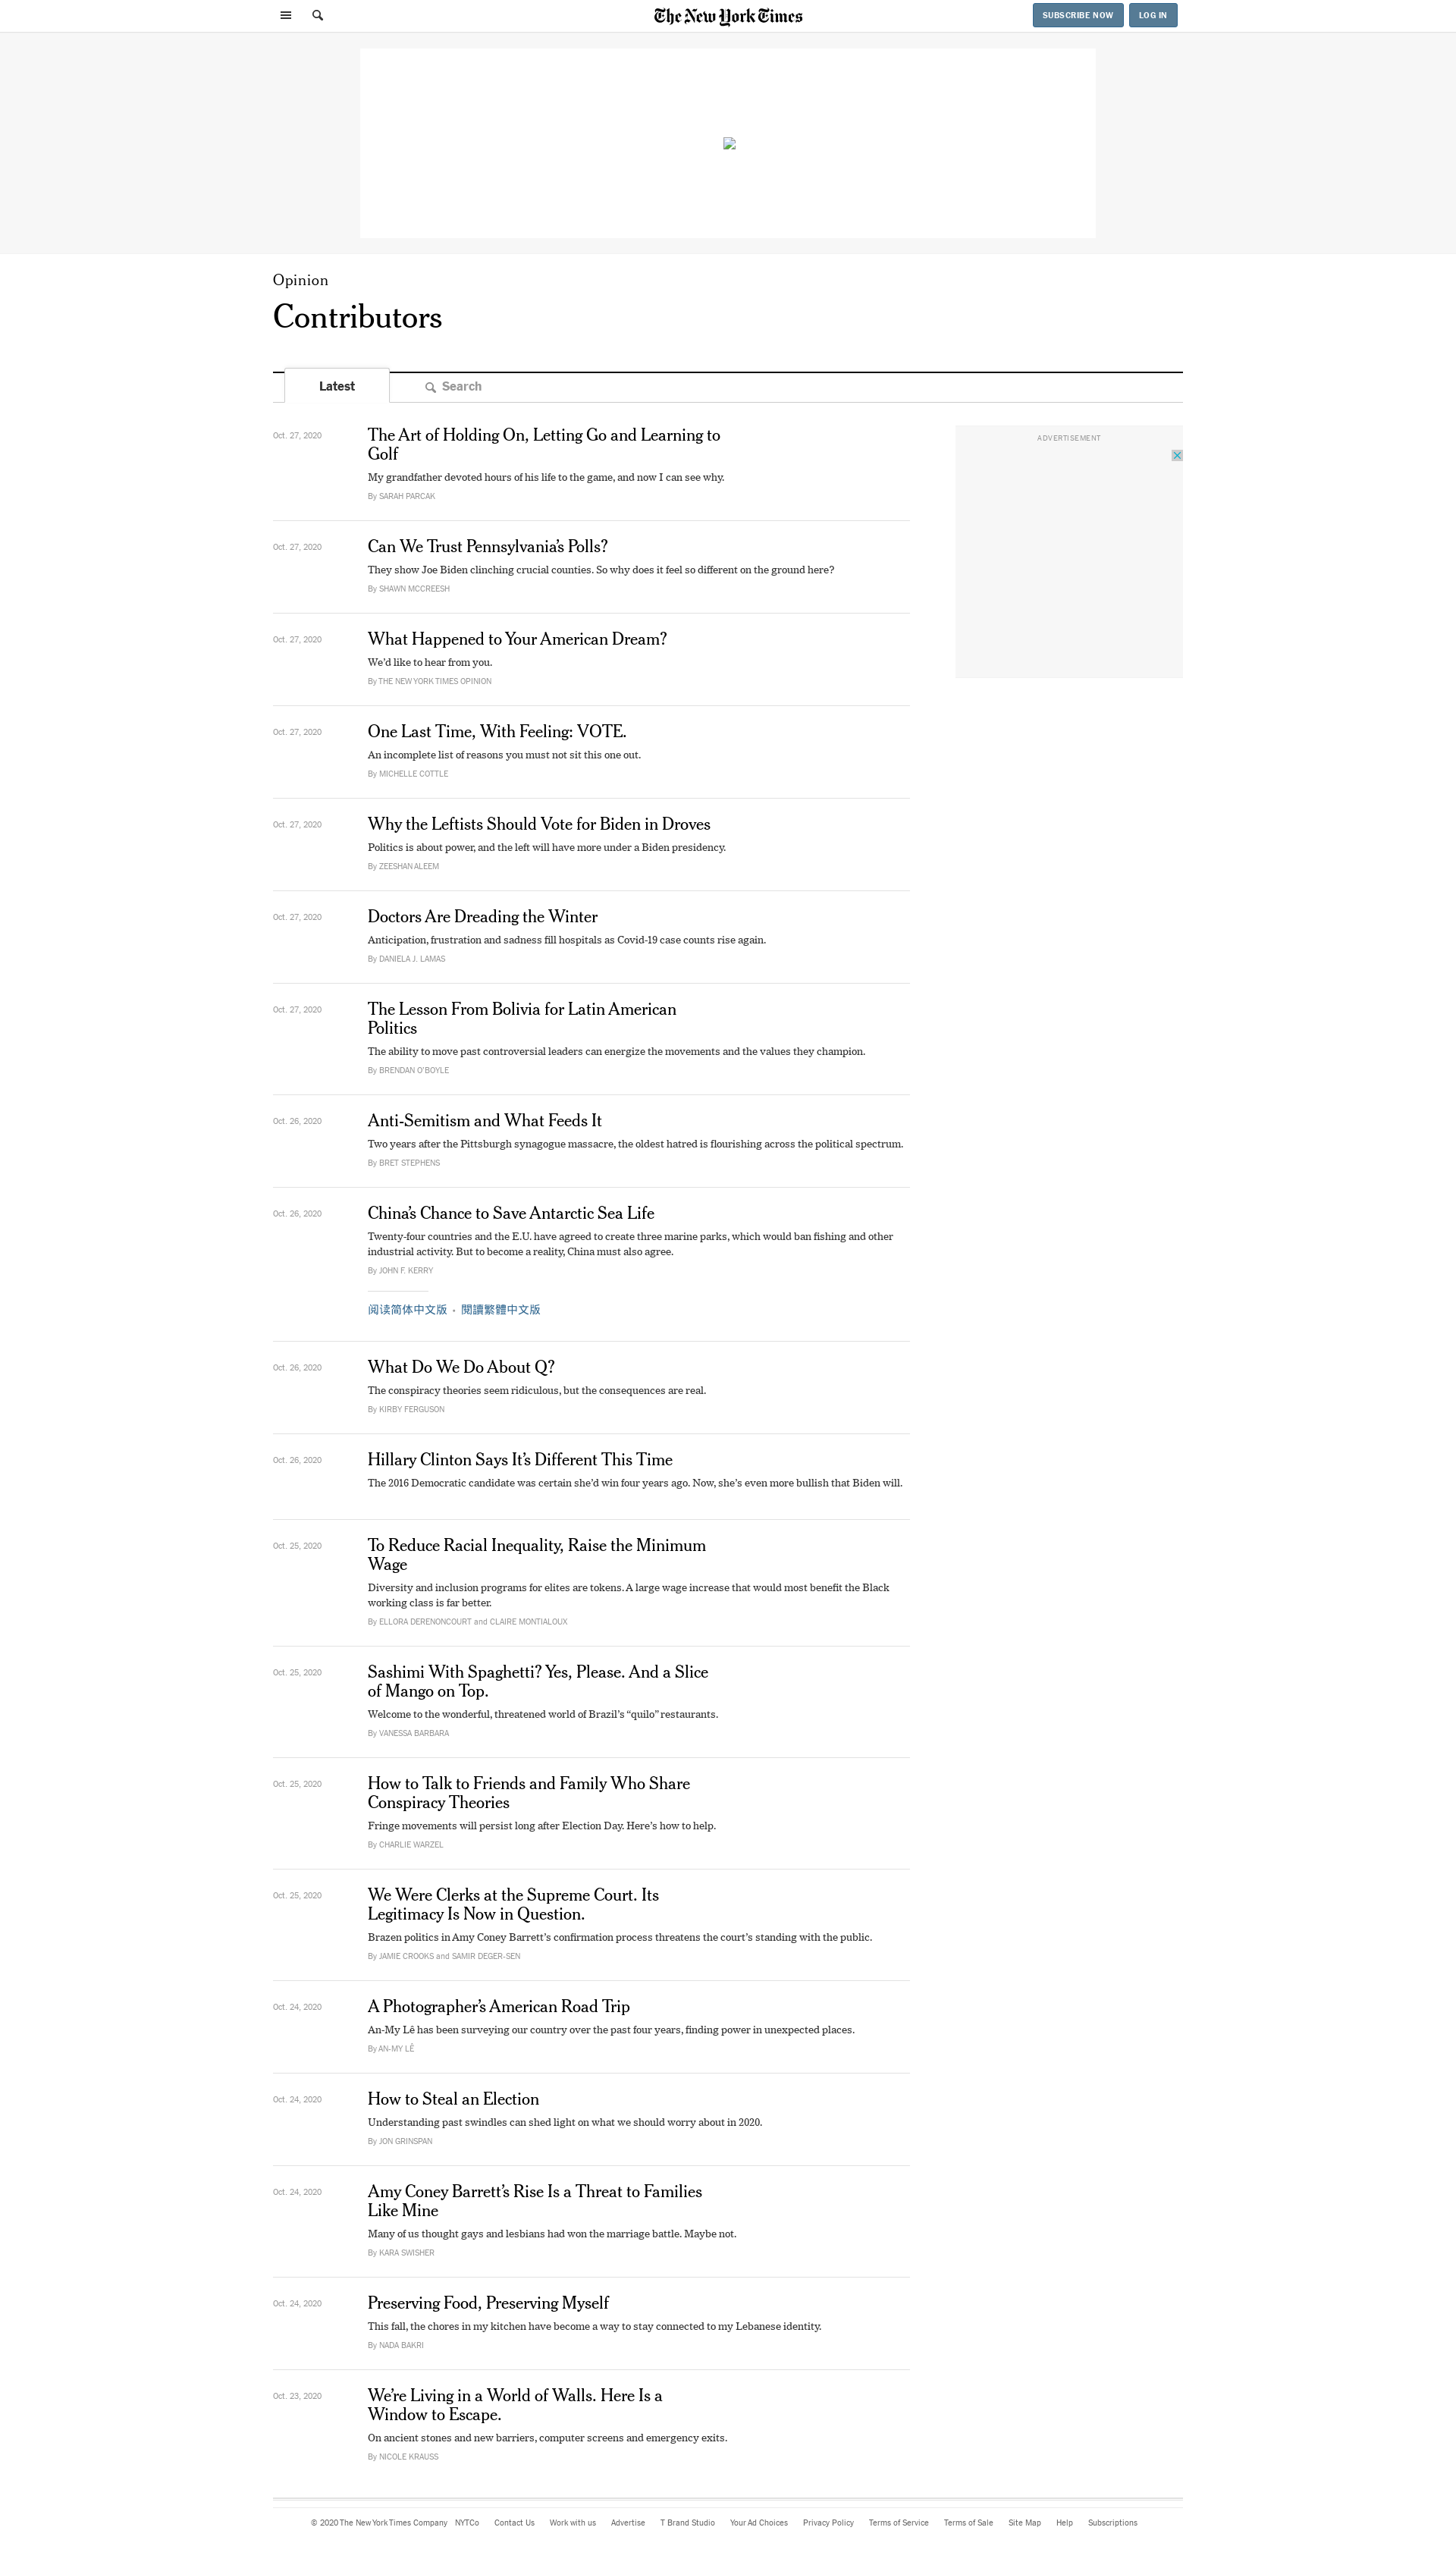 The New York Times
SUBSCRIBE NOW
LOG IN
Opinion
Contributors
Latest
Search
ADVERTISEMENT
Oct. 27, 2020
The Art of Holding On, Letting Go and Learning to
Golf
My grandfather devoted hours of his life to the game, and now I can see why.
By SARAH PARCAK
Oct. 27, 2020
Can We Trust Pennsylvania’s Polls?
They show Joe Biden clinching crucial counties. So why does it feel so different on the ground here?
By SHAWN MCCREESH
Oct. 27, 2020
What Happened to Your American Dream?
We’d like to hear from you.
By THE NEW YORK TIMES OPINION
Oct. 27, 2020
One Last Time, With Feeling: VOTE.
An incomplete list of reasons you must not sit this one out.
By MICHELLE COTTLE
Oct. 27, 2020
Why the Leftists Should Vote for Biden in Droves
Politics is about power, and the left will have more under a Biden presidency.
By ZEESHAN ALEEM
Oct. 27, 2020
Doctors Are Dreading the Winter
Anticipation, frustration and sadness fill hospitals as Covid-19 case counts rise again.
By DANIELA J. LAMAS
Oct. 27, 2020
The Lesson From Bolivia for Latin American
Politics
The ability to move past controversial leaders can energize the movements and the values they champion.
By BRENDAN O’BOYLE
Oct. 26, 2020
Anti-Semitism and What Feeds It
Two years after the Pittsburgh synagogue massacre, the oldest hatred is flourishing across the political spectrum.
By BRET STEPHENS
Oct. 26, 2020
China’s Chance to Save Antarctic Sea Life
Twenty-four countries and the E.U. have agreed to create three marine parks, which would ban fishing and other
industrial activity. But to become a reality, China must also agree.
By JOHN F. KERRY
阅读简体中文版 · 閱讀繁體中文版
Oct. 26, 2020
What Do We Do About Q?
The conspiracy theories seem ridiculous, but the consequences are real.
By KIRBY FERGUSON
Oct. 26, 2020
Hillary Clinton Says It’s Different This Time
The 2016 Democratic candidate was certain she’d win four years ago. Now, she’s even more bullish that Biden will.
Oct. 25, 2020
To Reduce Racial Inequality, Raise the Minimum
Wage
Diversity and inclusion programs for elites are tokens. A large wage increase that would most benefit the Black
working class is far better.
By ELLORA DERENONCOURT and CLAIRE MONTIALOUX
Oct. 25, 2020
Sashimi With Spaghetti? Yes, Please. And a Slice
of Mango on Top.
Welcome to the wonderful, threatened world of Brazil’s “quilo” restaurants.
By VANESSA BARBARA
Oct. 25, 2020
How to Talk to Friends and Family Who Share
Conspiracy Theories
Fringe movements will persist long after Election Day. Here’s how to help.
By CHARLIE WARZEL
Oct. 25, 2020
We Were Clerks at the Supreme Court. Its
Legitimacy Is Now in Question.
Brazen politics in Amy Coney Barrett’s confirmation process threatens the court’s standing with the public.
By JAMIE CROOKS and SAMIR DEGER-SEN
Oct. 24, 2020
A Photographer’s American Road Trip
An-My Lê has been surveying our country over the past four years, finding power in unexpected places.
By AN-MY LÊ
Oct. 24, 2020
How to Steal an Election
Understanding past swindles can shed light on what we should worry about in 2020.
By JON GRINSPAN
Oct. 24, 2020
Amy Coney Barrett’s Rise Is a Threat to Families
Like Mine
Many of us thought gays and lesbians had won the marriage battle. Maybe not.
By KARA SWISHER
Oct. 24, 2020
Preserving Food, Preserving Myself
This fall, the chores in my kitchen have become a way to stay connected to my Lebanese identity.
By NADA BAKRI
Oct. 23, 2020
We’re Living in a World of Walls. Here Is a
Window to Escape.
On ancient stones and new barriers, computer screens and emergency exits.
By NICOLE KRAUSS
© 2020 The New York Times Company NYTCo Contact Us Work with us Advertise T Brand Studio Your Ad Choices Privacy Policy Terms of Service Terms of Sale Site Map Help Subscriptions